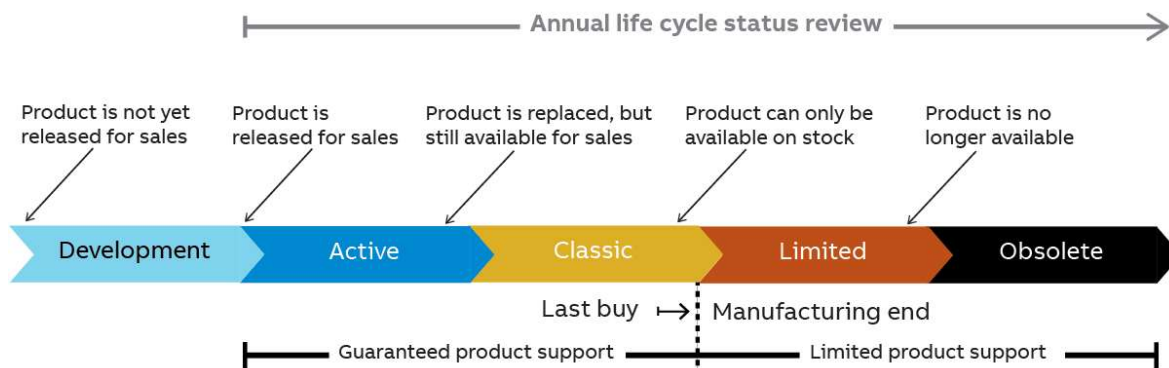 Annual life cycle status review
Product is not yet
released for sales
Product is
released for sales
Product is replaced, but
still available for sales
Product can only be
available on stock
Product is no
longer available
Development
Active
Classic
Limited
Obsolete
Last buy
Manufacturing end
Guaranteed product support
Limited product support